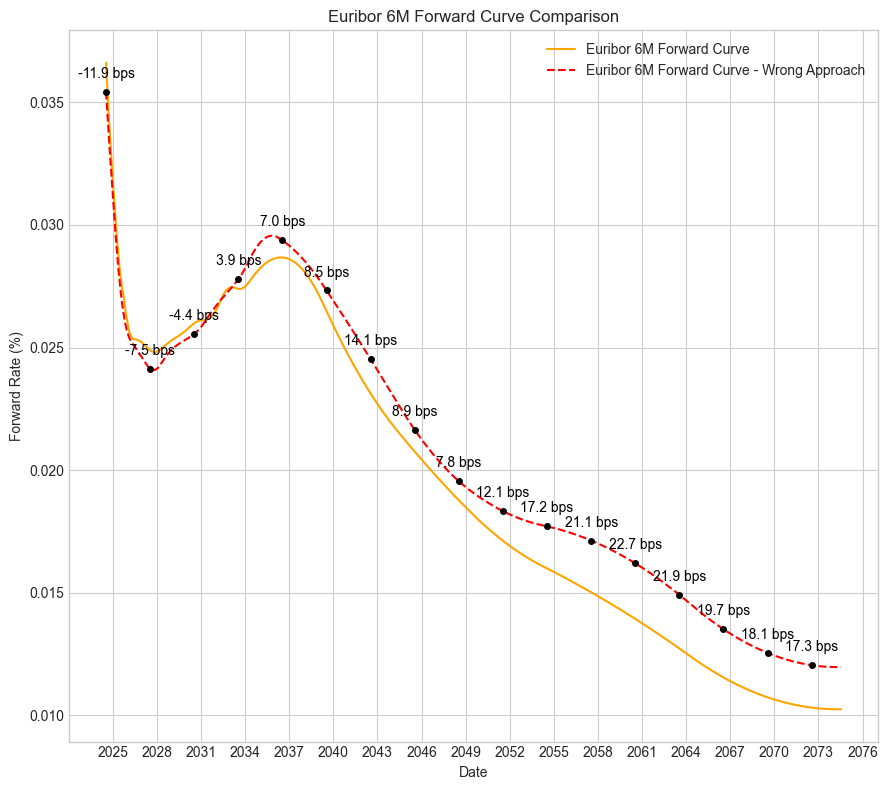 Euribor 6M Forward Curve Comparison
Euribor 6M Forward Curve
Euribor 6M Forward Curve - Wrong Approach
-11.9 bps
-7.5 bps
-4.4 bps
3.9 bps
7.0 bps
8.5 bps
14.1 bps
8.9 bps
7.8 bps
12.1 bps
17.2 bps
21.1 bps
22.7 bps
21.9 bps
19.7 bps
18.1 bps
17.3 bps
Forward Rate (%)
0.035
0.030
0.025
0.020
0.015
0.010
2025 2028 2031 2034 2037 2040 2043 2046 2049 2052 2055 2058 2061 2064 2067 2070 2073 2076
Date